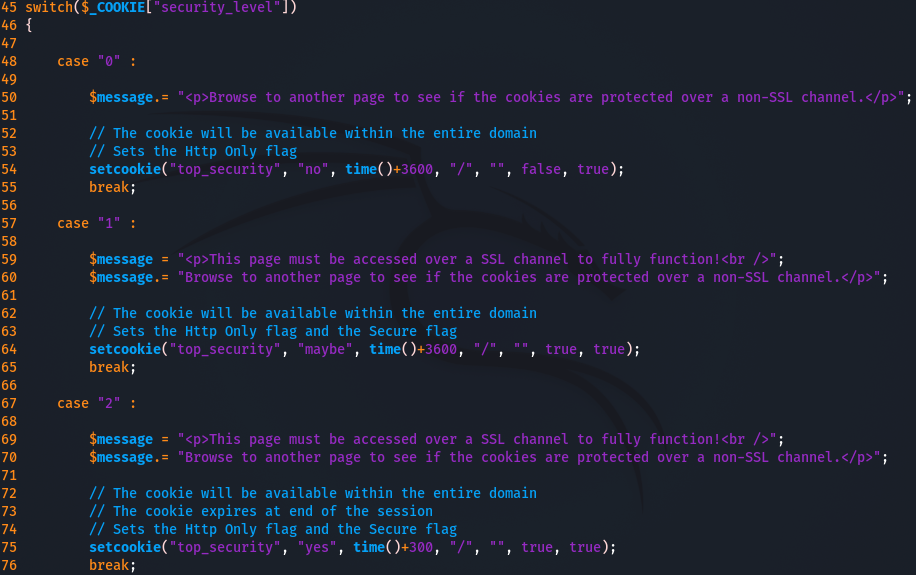 45 switch($_COOKIE["security_level"])
46 {
47
48     case "0" :
49
50         $message.= "<p>Browse to another page to see if the cookies are protected over a non-SSL channel.</p>";
51
52         // The cookie will be available within the entire domain
53         // Sets the Http Only flag
54         setcookie("top_security", "no", time()+3600, "/", "", false, true);
55         break;
56
57     case "1" :
58
59         $message = "<p>This page must be accessed over a SSL channel to fully function!<br />";
60         $message.= "Browse to another page to see if the cookies are protected over a non-SSL channel.</p>";
61
62         // The cookie will be available within the entire domain
63         // Sets the Http Only flag and the Secure flag
64         setcookie("top_security", "maybe", time()+3600, "/", "", true, true);
65         break;
66
67     case "2" :
68
69         $message = "<p>This page must be accessed over a SSL channel to fully function!<br />";
70         $message.= "Browse to another page to see if the cookies are protected over a non-SSL channel.</p>";
71
72         // The cookie will be available within the entire domain
73         // The cookie expires at end of the session
74         // Sets the Http Only flag and the Secure flag
75         setcookie("top_security", "yes", time()+300, "/", "", true, true);
76         break;